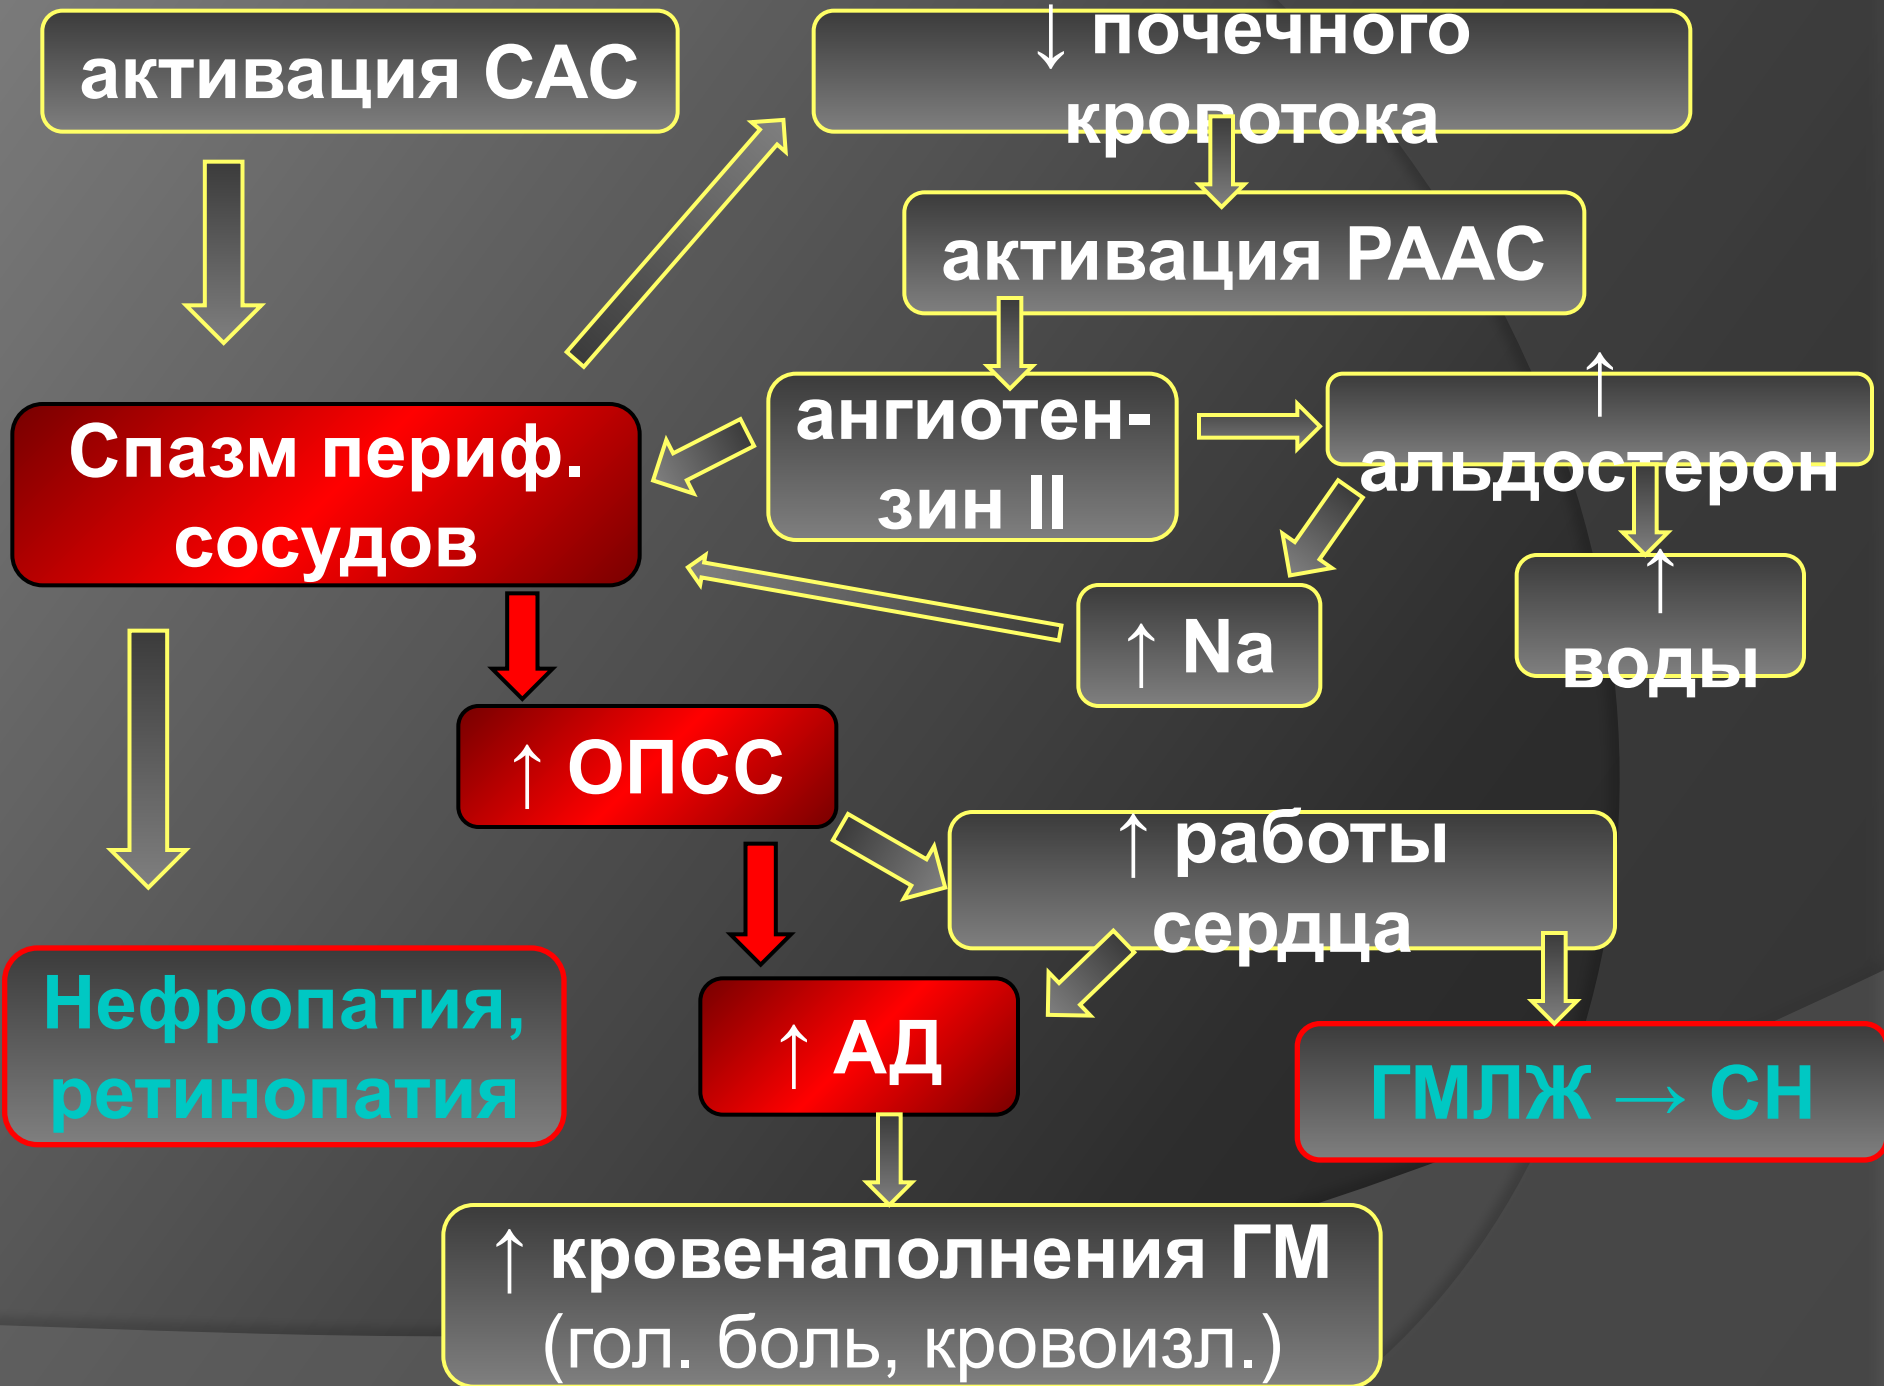 активация САС
↓ почечного
кровотока
активация РААС
Спазм периф.
сосудов
ангиотен-
зин II
↑
альдостерон
↑ Na
↑
воды
↑ ОПСС
↑ работы
сердца
Нефропатия,
ретинопатия
↑ АД
ГМЛЖ → СН
↑ кровенаполнения ГМ
(гол. боль, кровоизл.)